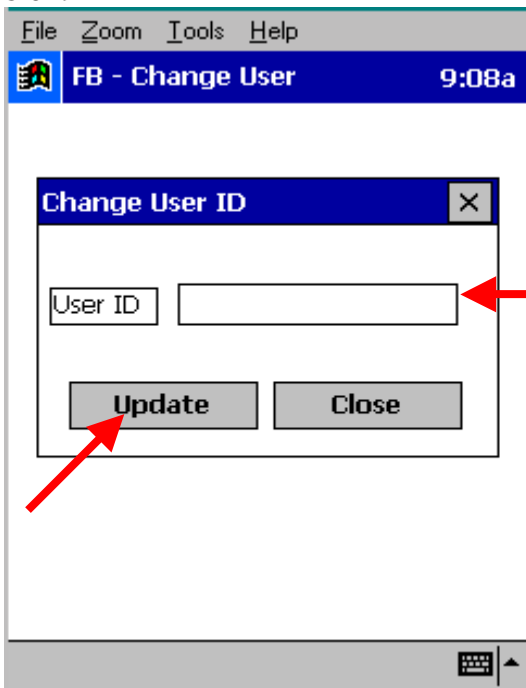 File Zoom Tools Help
FB - Change User 9:08a
Change User ID
User ID
Update Close